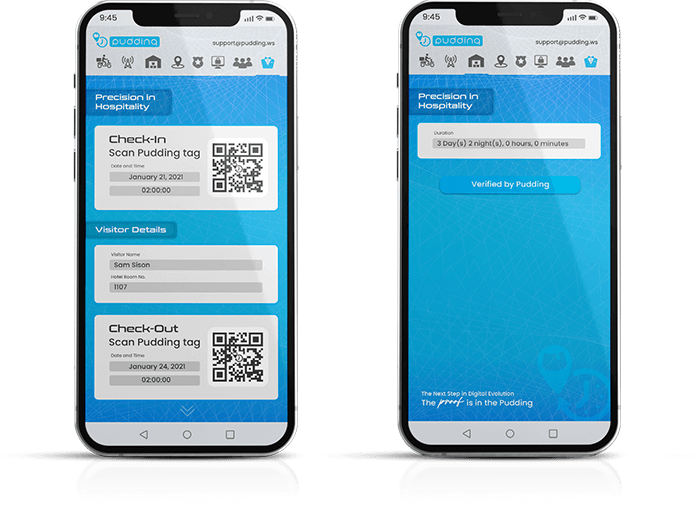 9:45
pudding
support@pudding.ws
Precision In
Hospitality
Check-In
Scan Pudding tag
Date and Time
January 21, 2021
02:00:00
Visitor Details
Visitor Name
Sam Sison
Hotel Room No.
1107
Check-Out
Scan Pudding tag
Date and Time
January 24, 2021
02:00:00
9:45
pudding
support@pudding.ws
Precision In
Hospitality
Duration
3 Day(s) 2 night(s), 0 hours, 0 minutes
Verified by Pudding
The Next Step in Digital Evolution
The proof is in the Pudding